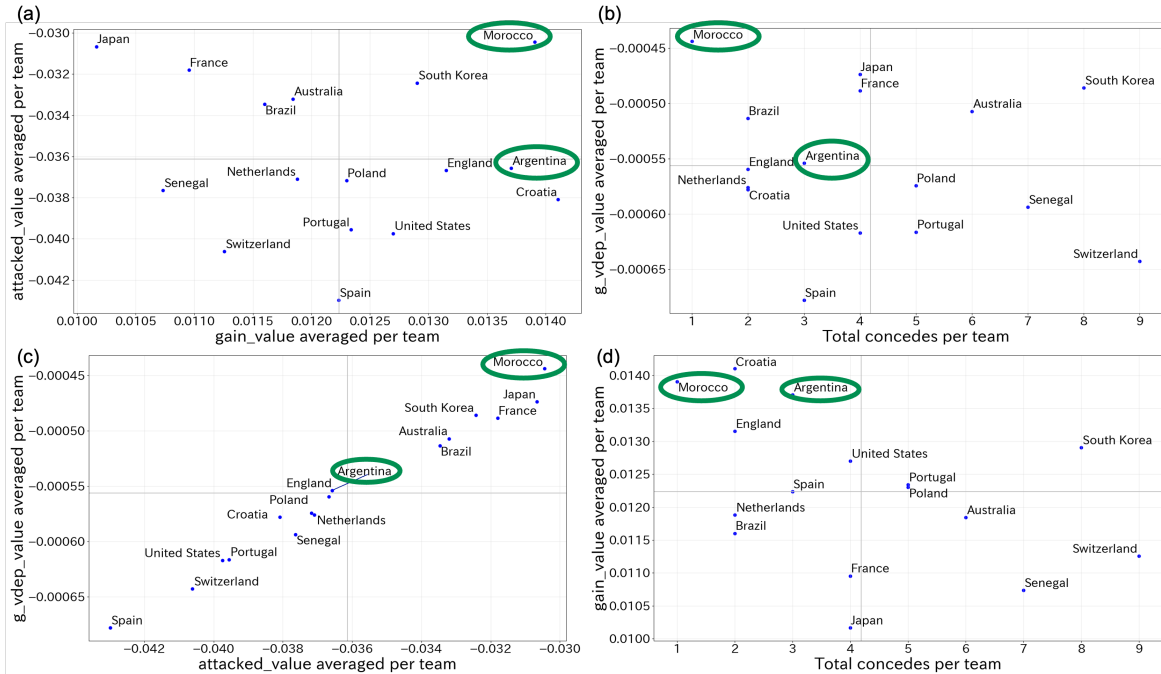 (a)
attacked_value averaged per team
−0.030
−0.032
−0.034
−0.036
−0.038
−0.040
−0.042
Japan
Morocco
France
South Korea
Australia
Brazil
England
Argentina
Netherlands
Poland
Senegal
Croatia
Portugal
United States
Switzerland
Spain
0.0100 0.0105 0.0110 0.0115 0.0120 0.0125 0.0130 0.0135 0.0140
gain_value averaged per team
(b)
g_vdep_value averaged per team
−0.00045
−0.00050
−0.00055
−0.00060
−0.00065
Morocco
Japan
South Korea
France
Australia
Brazil
Argentina
England
Netherlands
Poland
Croatia
Senegal
United States
Portugal
Switzerland
Spain
1 2 3 4 5 6 7 8 9
Total concedes per team
(c)
g_vdep_value averaged per team
−0.00045
−0.00050
−0.00055
−0.00060
−0.00065
Morocco
Japan
South Korea
France
Australia
Brazil
Argentina
England
Poland
Croatia
Netherlands
Senegal
United States
Portugal
Switzerland
Spain
−0.042 −0.040 −0.038 −0.036 −0.034 −0.032 −0.030
attacked_value averaged per team
(d)
gain_value averaged per team
0.0140
0.0135
0.0130
0.0125
0.0120
0.0115
0.0110
0.0105
0.0100
Croatia
Morocco
Argentina
England
South Korea
United States
Spain
Portugal
Poland
Netherlands
Australia
Brazil
Switzerland
France
Senegal
Japan
1 2 3 4 5 6 7 8 9
Total concedes per team